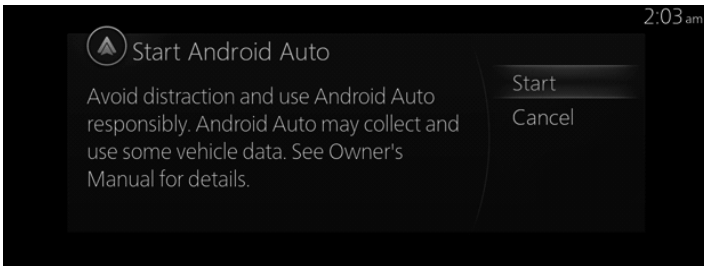 2:03 am
Start Android Auto
Avoid distraction and use Android Auto
responsibly. Android Auto may collect and
use some vehicle data. See Owner's
Manual for details.
Start
Cancel